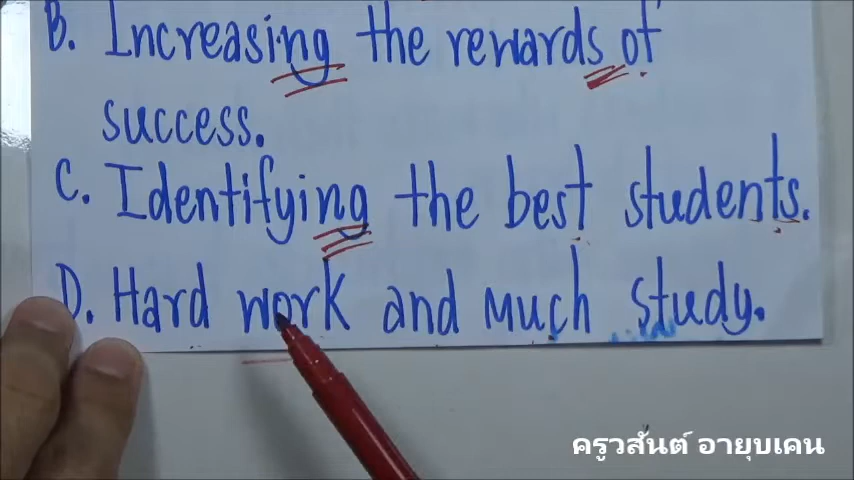 B. Increasing the rewards of
success.
C. Identifying the best students.
D. Hard work and much study.
ครูวสันต์ อายุบเคน